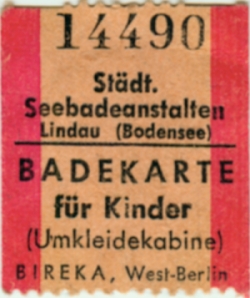 14490
Städt.
Seebadeanstalten
Lindau (Bodensee)
BADEKARTE
für Kinder
(Umkleidekabine)
BIREKA, West-Berlin